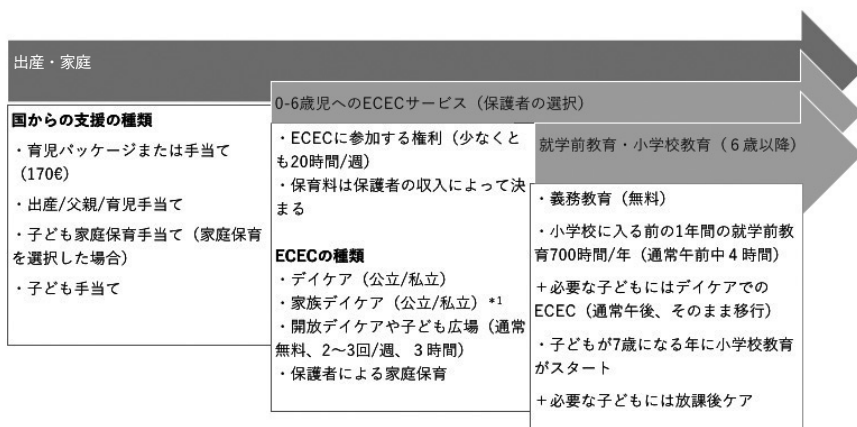 出産・家庭
国からの支援の種類
・育児パッケージまたは手当て
（170€）
・出産/父親/育児手当て
・子ども家庭保育手当て（家庭保育
を選択した場合）
・子ども手当て
0-6歳児へのECECサービス（保護者の選択）
・ECECに参加する権利（少なくと
も20時間/週）
・保育料は保護者の収入によって決
まる
ECECの種類
・デイケア（公立/私立）
・家族デイケア（公立/私立）*1
・開放デイケアや子ども広場（通常
無料、2〜3回/週、３時間）
・保護者による家庭保育
就学前教育・小学校教育（６歳以降）
・義務教育（無料）
・小学校に入る前の1年間の就学前教
育700時間/年（通常午前中４時間）
＋必要な子どもにはデイケアでの
ECEC（通常午後、そのまま移行）
・子どもが7歳になる年に小学校教育
がスタート
＋必要な子どもには放課後ケア